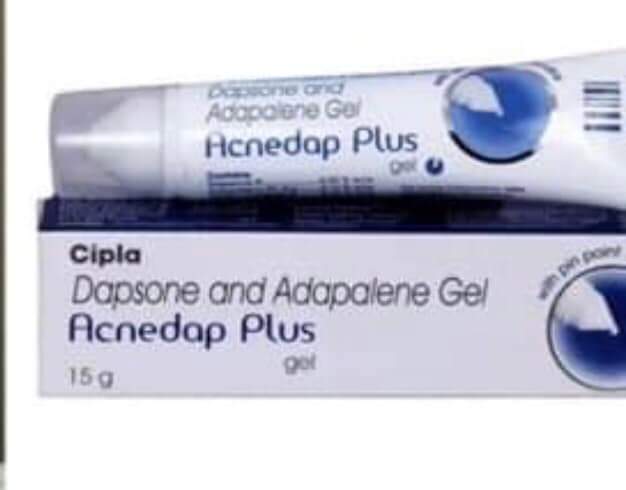 Dapsone and
Adapalene Gel
Acnedap Plus
gel
Cipla
Dapsone and Adapalene Gel
Acnedap Plus
gel
15 g
with pin point